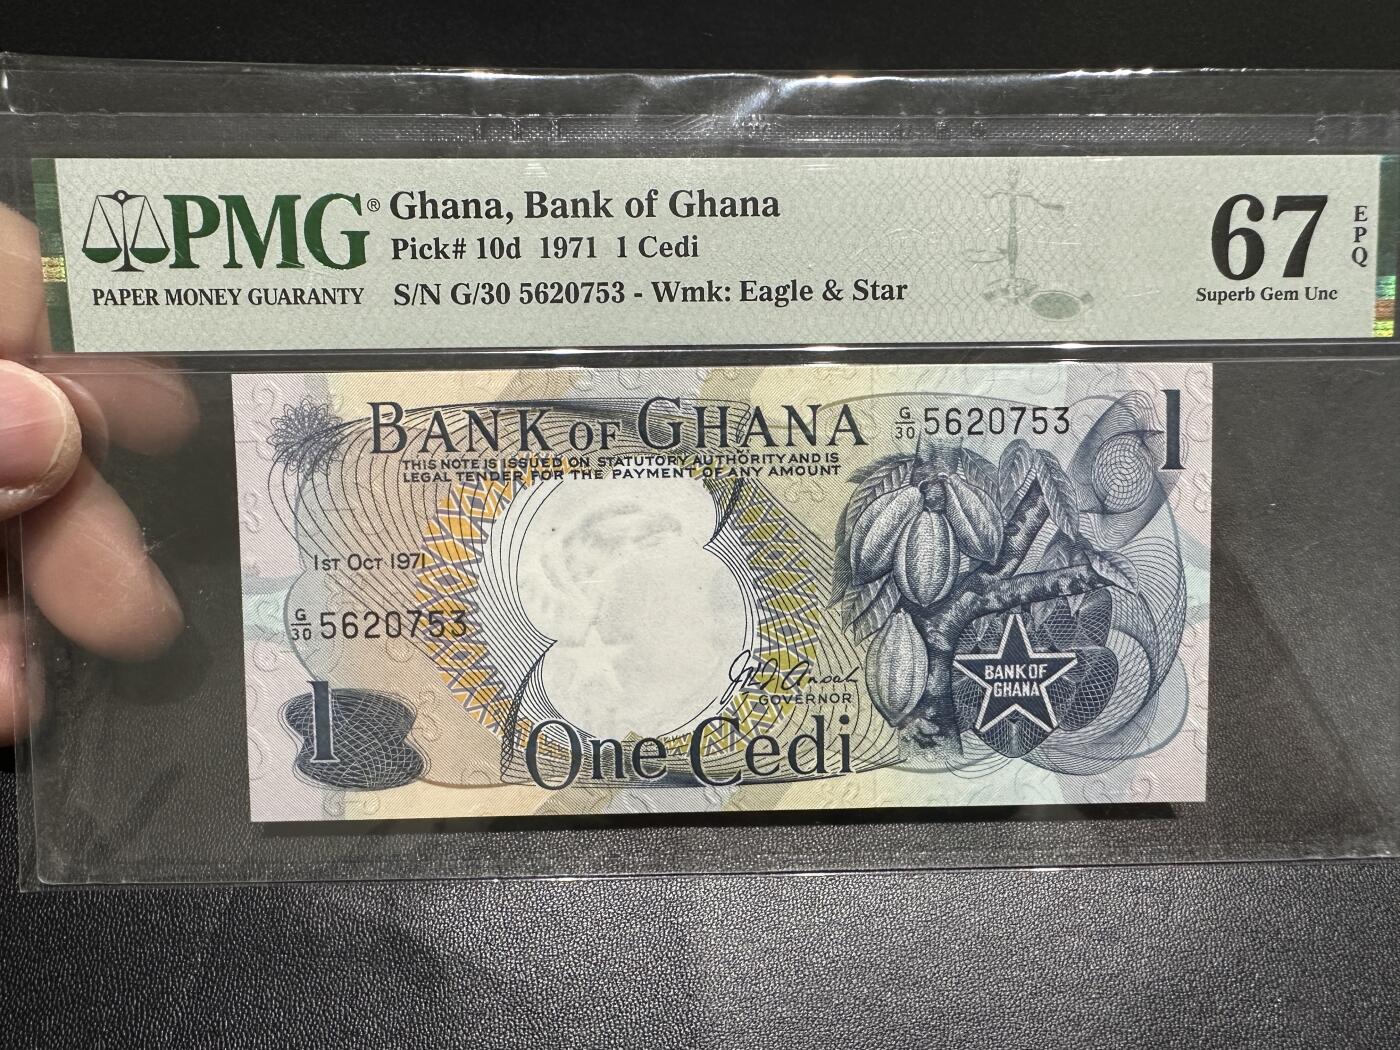 PMG®
PAPER MONEY GUARANTY
Ghana, Bank of Ghana
Pick# 10d 1971 1 Cedi
S/N G/30 5620753 - Wmk: Eagle & Star
67
EPQ
Superb Gem Unc
BANK OF GHANA
G/30 5620753
1
THIS NOTE IS ISSUED ON STATUTORY AUTHORITY AND IS
LEGAL TENDER FOR THE PAYMENT OF ANY AMOUNT
1ST OCT 1971
G/30 5620753
BANK OF
GHANA
GOVERNOR
1
One Cedi